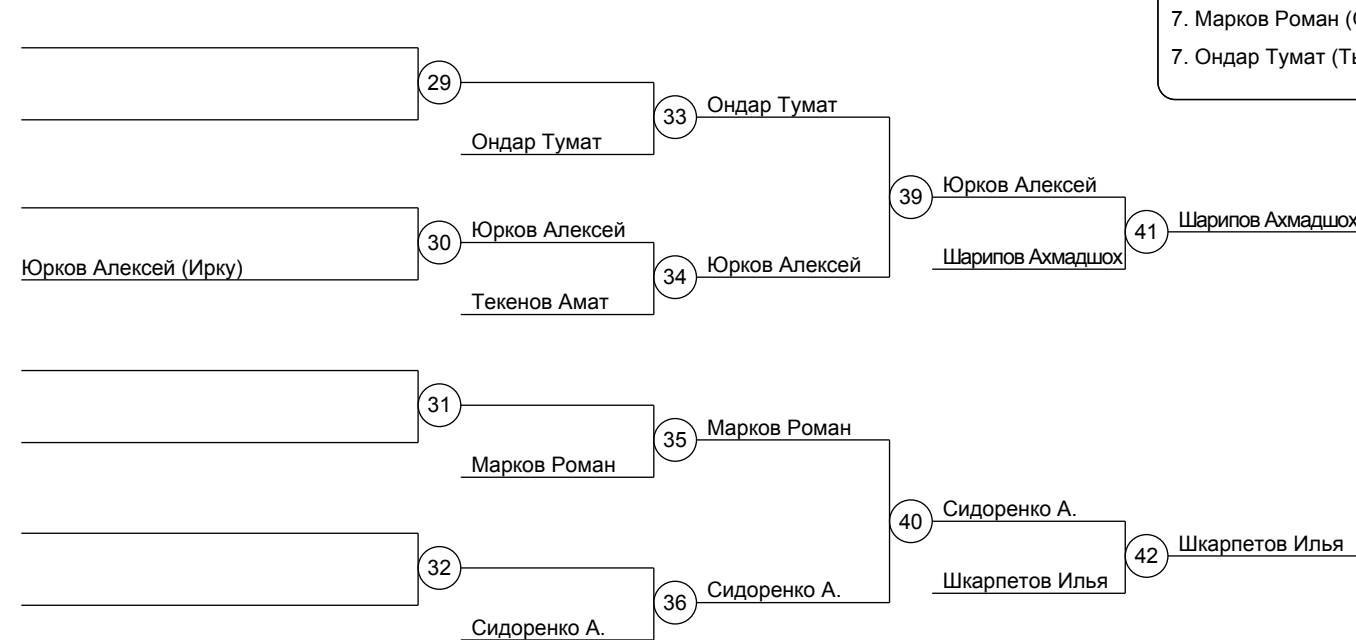 7. Марков Роман (
7. Ондар Тумат (Ты
29
33
Ондар Тумат
Ондар Тумат
39
Юрков Алексей
41
Шарипов Ахмадшох
30
Юрков Алексей
Юрков Алексей (Ирку)
34
Юрков Алексей
Шарипов Ахмадшох
Текенов Амат
31
35
Марков Роман
Марков Роман
40
Сидоренко А.
42
Шкарпетов Илья
32
Шкарпетов Илья
36
Сидоренко А.
Сидоренко А.